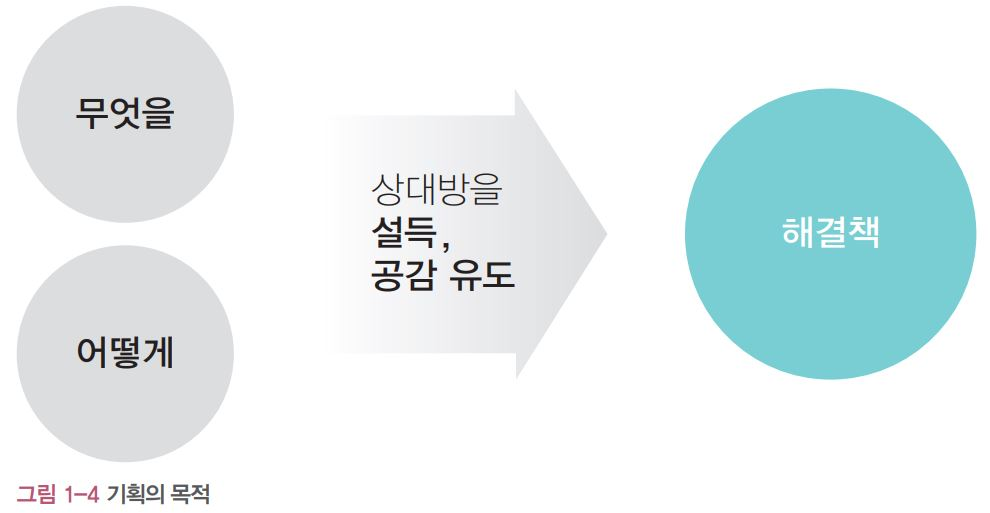 무엇을
어떻게
상대방을
설득,
공감 유도
해결책
그림 1-4 기획의 목적